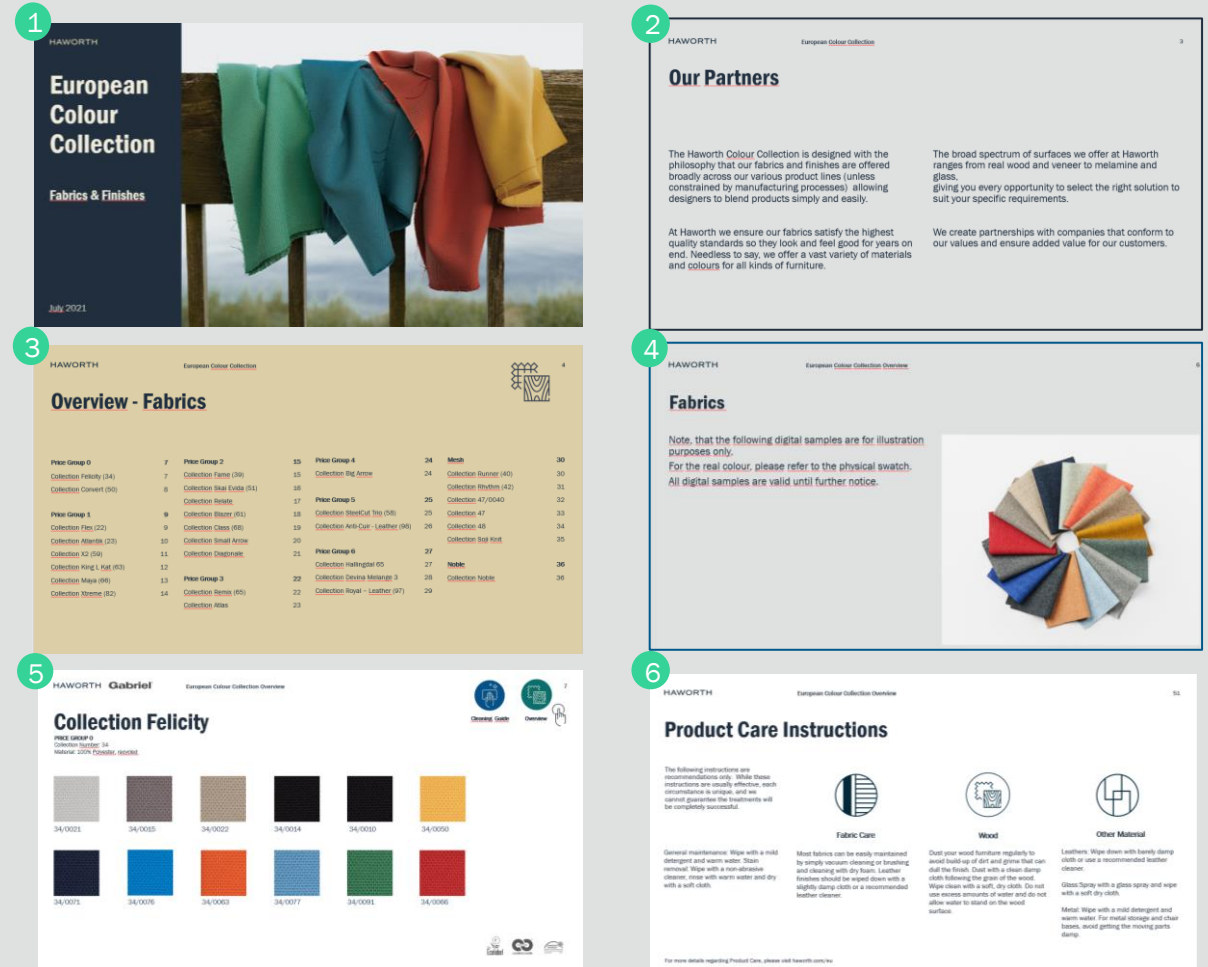 1
HAWORTH
European
Colour
Collection
Fabrics & Finishes
July 2021
2
HAWORTH
European Colour Collection
3
Our Partners
The Haworth Colour Collection is designed with the
philosophy that our fabrics and finishes are offered
broadly across our various product lines (unless
constrained by manufacturing processes) allowing
designers to blend products simply and easily.
At Haworth we ensure our fabrics satisfy the highest
quality standards so they look and feel good for years on
end. Needless to say, we offer a vast variety of materials
and colours for all kinds of furniture.
The broad spectrum of surfaces we offer at Haworth
ranges from real wood and veneer to melamine and
glass,
giving you every opportunity to select the right solution to
suit your specific requirements.
We create partnerships with companies that conform to
our values and ensure added value for our customers.
3
HAWORTH
European Colour Collection
4
Overview - Fabrics
Price Group 0 7
Collection Felicity (34) 7
Collection Convert (50) 8
Price Group 1 9
Collection Flex (22) 9
Collection Atlantik (23) 10
Collection X2 (59) 11
Collection King L Kat (63) 12
Collection Maya (66) 13
Collection Xtreme (82) 14
Price Group 2 15
Collection Fame (39) 15
Collection Skai Evida (51) 16
Collection Relate 17
Collection Blazer (61) 18
Collection Class (68) 19
Collection Small Arrow 20
Collection Diagonale 21
Price Group 3 22
Collection Remix (65) 22
Collection Atlas 23
Price Group 4 24
Collection Big Arrow 24
Price Group 5 25
Collection SteelCut Trio (58) 25
Collection Anti-Cue - Leather (98) 26
Price Group 6 27
Collection Hallingdal 65 27
Collection Devina Melange 3 28
Collection Royal – Leather (97) 29
Mesh 30
Collection Runner (40) 30
Collection Rhythm (42) 31
Collection 47/0040 32
Collection 47 33
Collection 48 34
Collection Soji Knit 35
Noble 36
Collection Noble 36
4
HAWORTH
European Colour Collection Overview
6
Fabrics
Note, that the following digital samples are for illustration
purposes only.
For the real colour, please refer to the physical swatch.
All digital samples are valid until further notice.
5
HAWORTH Gabriel
European Colour Collection Overview
7
Cleaning Guide
Overview
Collection Felicity
PRICE GROUP 0
Collection Number: 34
Material: 100% Polyester, recycled
34/0021
34/0015
34/0022
34/0014
34/0010
34/0050
34/0071
34/0076
34/0063
34/0077
34/0091
34/0066
6
HAWORTH
European Colour Collection Overview
51
Product Care Instructions
The following instructions are
recommendations only. While these
instructions are usually effective, each
circumstance is unique, and we
cannot guarantee the treatments will
be completely successful.
General maintenance: Wipe with a mild
detergent and warm water. Stain
removal: Wipe with a non-abrasive
cleaner, rinse with warm water and dry
with a soft cloth.
Fabric Care
Most fabrics can be easily maintained
by simply vacuum cleaning or brushing
and cleaning with dry foam. Leather
finishes should be wiped down with a
slightly damp cloth or a recommended
leather cleaner.
Wood
Dust your wood furniture regularly to
avoid build-up of dirt and grime that can
dull the finish. Dust with a clean damp
cloth following the grain of the wood.
Wipe clean with a soft, dry cloth. Do not
use excess amounts of water and do not
allow water to stand on the wood
surface.
Other Material
Leathers: Wipe down with barely damp
cloth or use a recommended leather
cleaner.
Glass:Spray with a glass spray and wipe
with a soft dry cloth.
Metal: Wipe with a mild detergent and
warm water. For metal storage and chair
bases, avoid getting the moving parts
damp.
For more details regarding Product Care, please visit haworth.com/eu